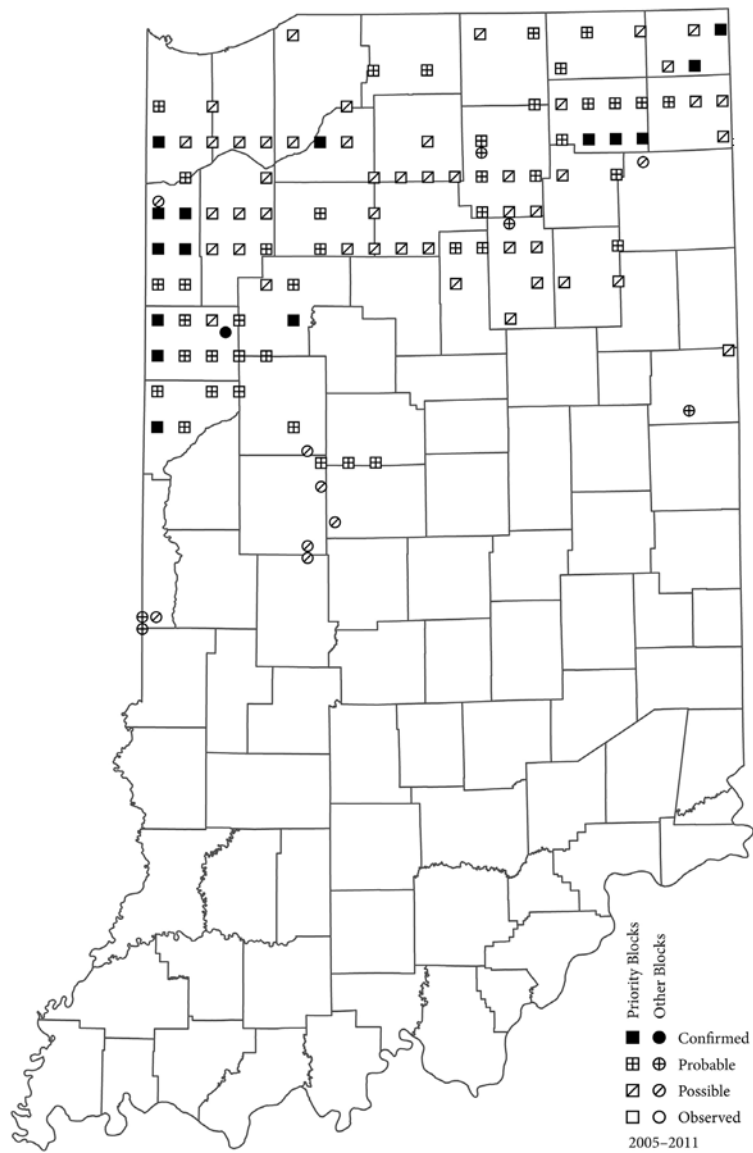 Priority Blocks
Other Blocks
Confirmed
Probable
Possible
Observed
2005–2011